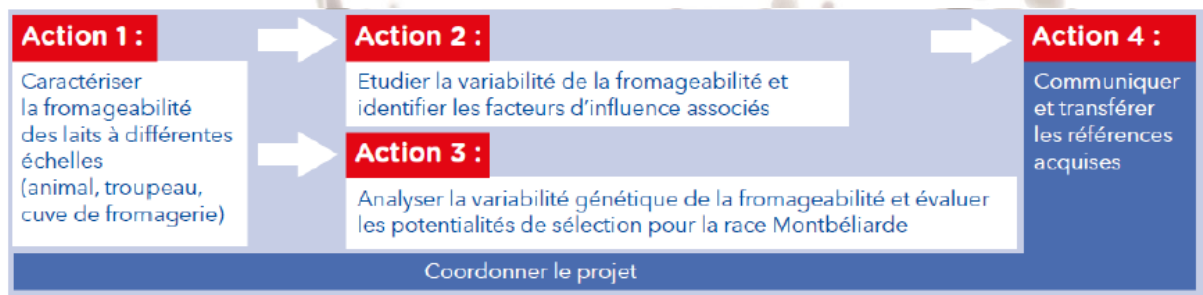 Action 1 :
Caractériser
la fromageabilité
des laits à différentes
échelles
(animal, troupeau,
cuve de fromagerie)
Action 2 :
Etudier la variabilité de la fromageabilité et
identifier les facteurs d'influence associés
Action 3 :
Analyser la variabilité génétique de la fromageabilité et évaluer
les potentialités de sélection pour la race Montbéliarde
Action 4 :
Communiquer
et transférer
les références
acquises
Coordonner le projet